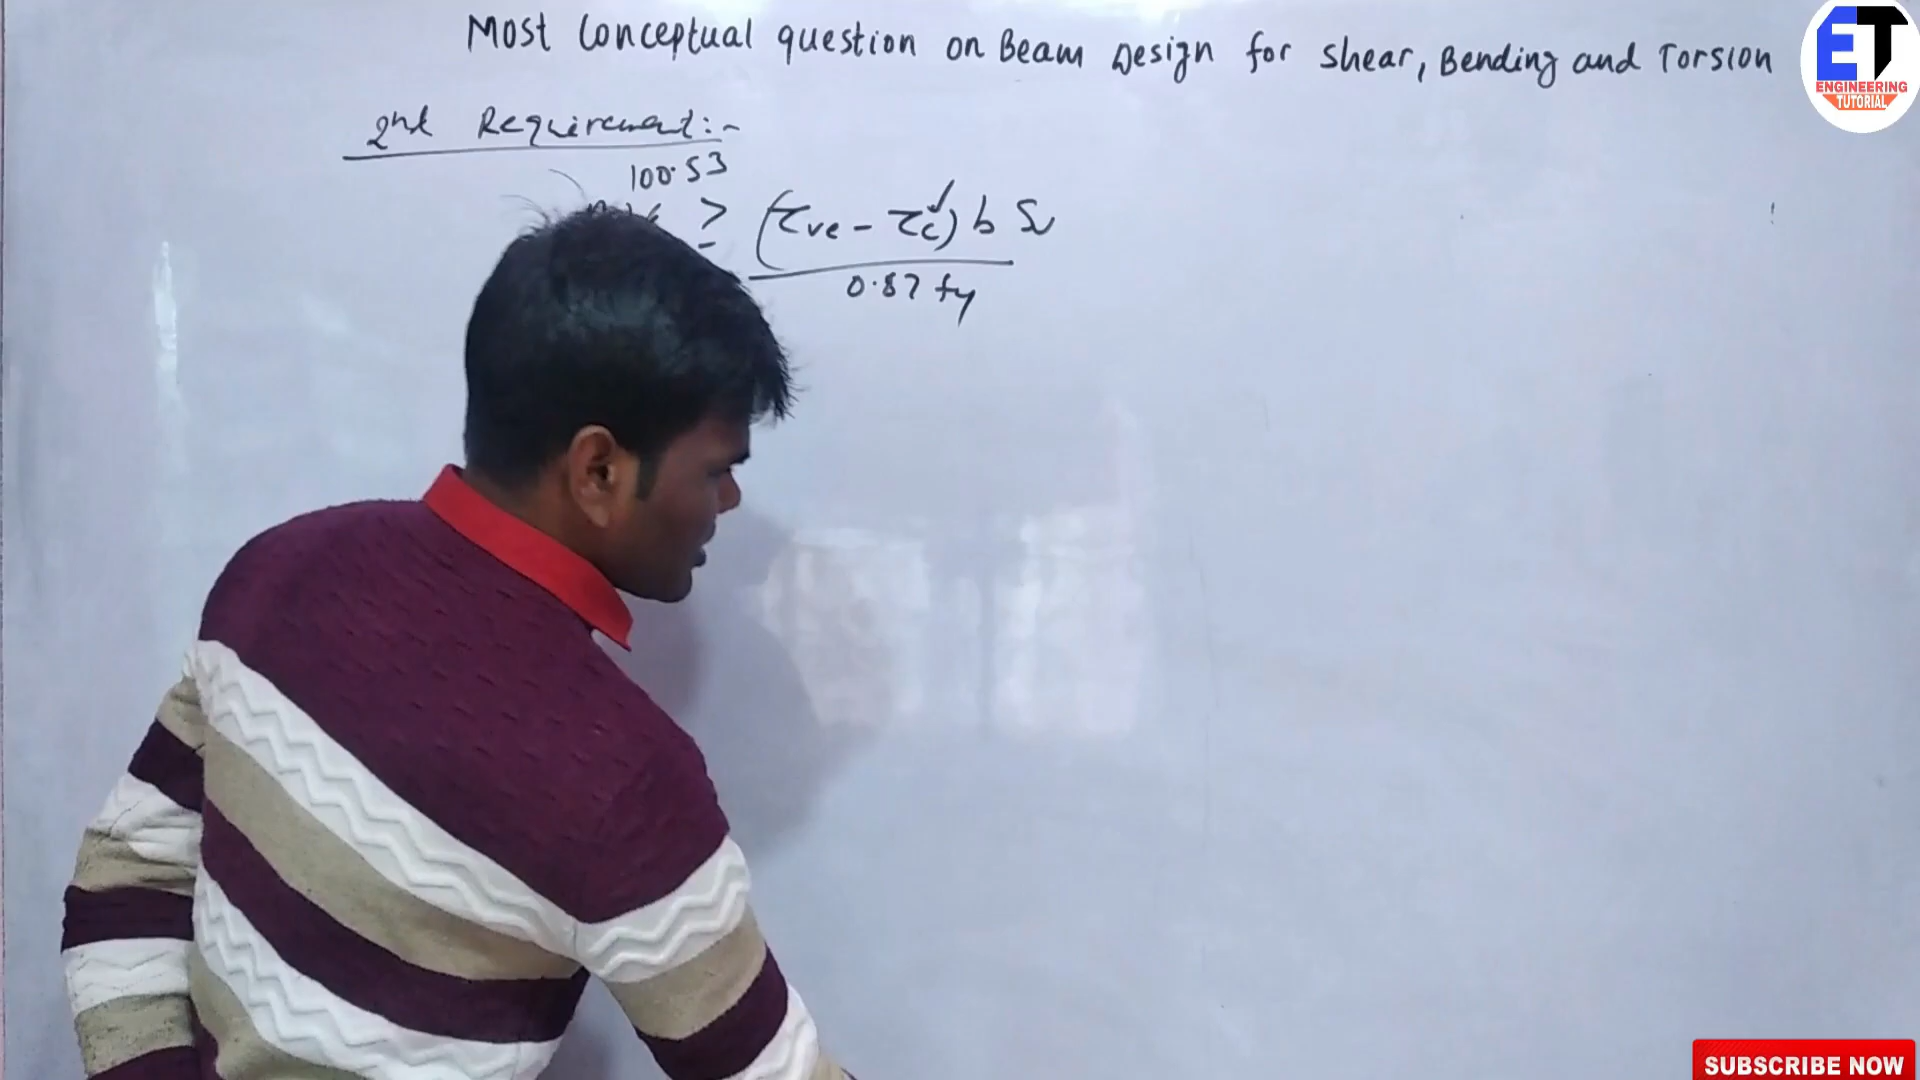 Most Conceptual question on Beam Design for Shear, Bending and Torsion
ET
ENGINEERING
TUTORIAL
2nd Requirement:-
100.53
≥ (τve - τc) b Sv
0.87 fy
SUBSCRIBE NOW